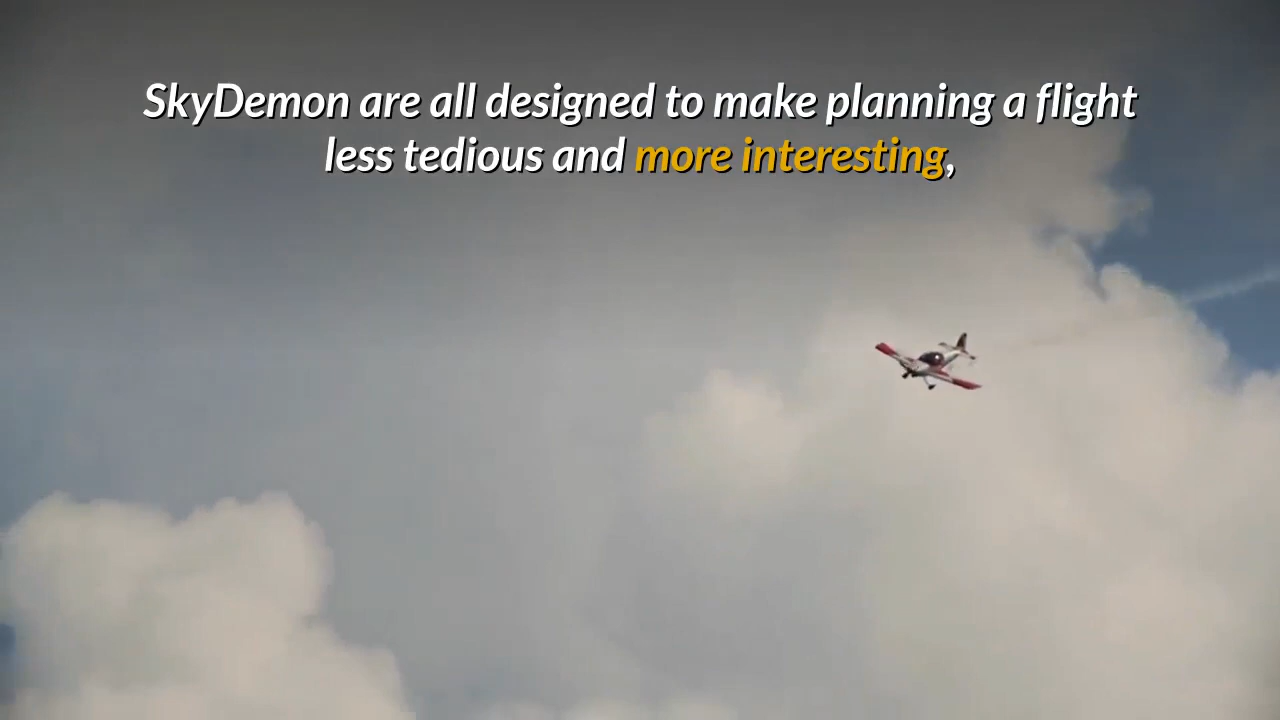 SkyDemon are all designed to make planning a flight
less tedious and more interesting,